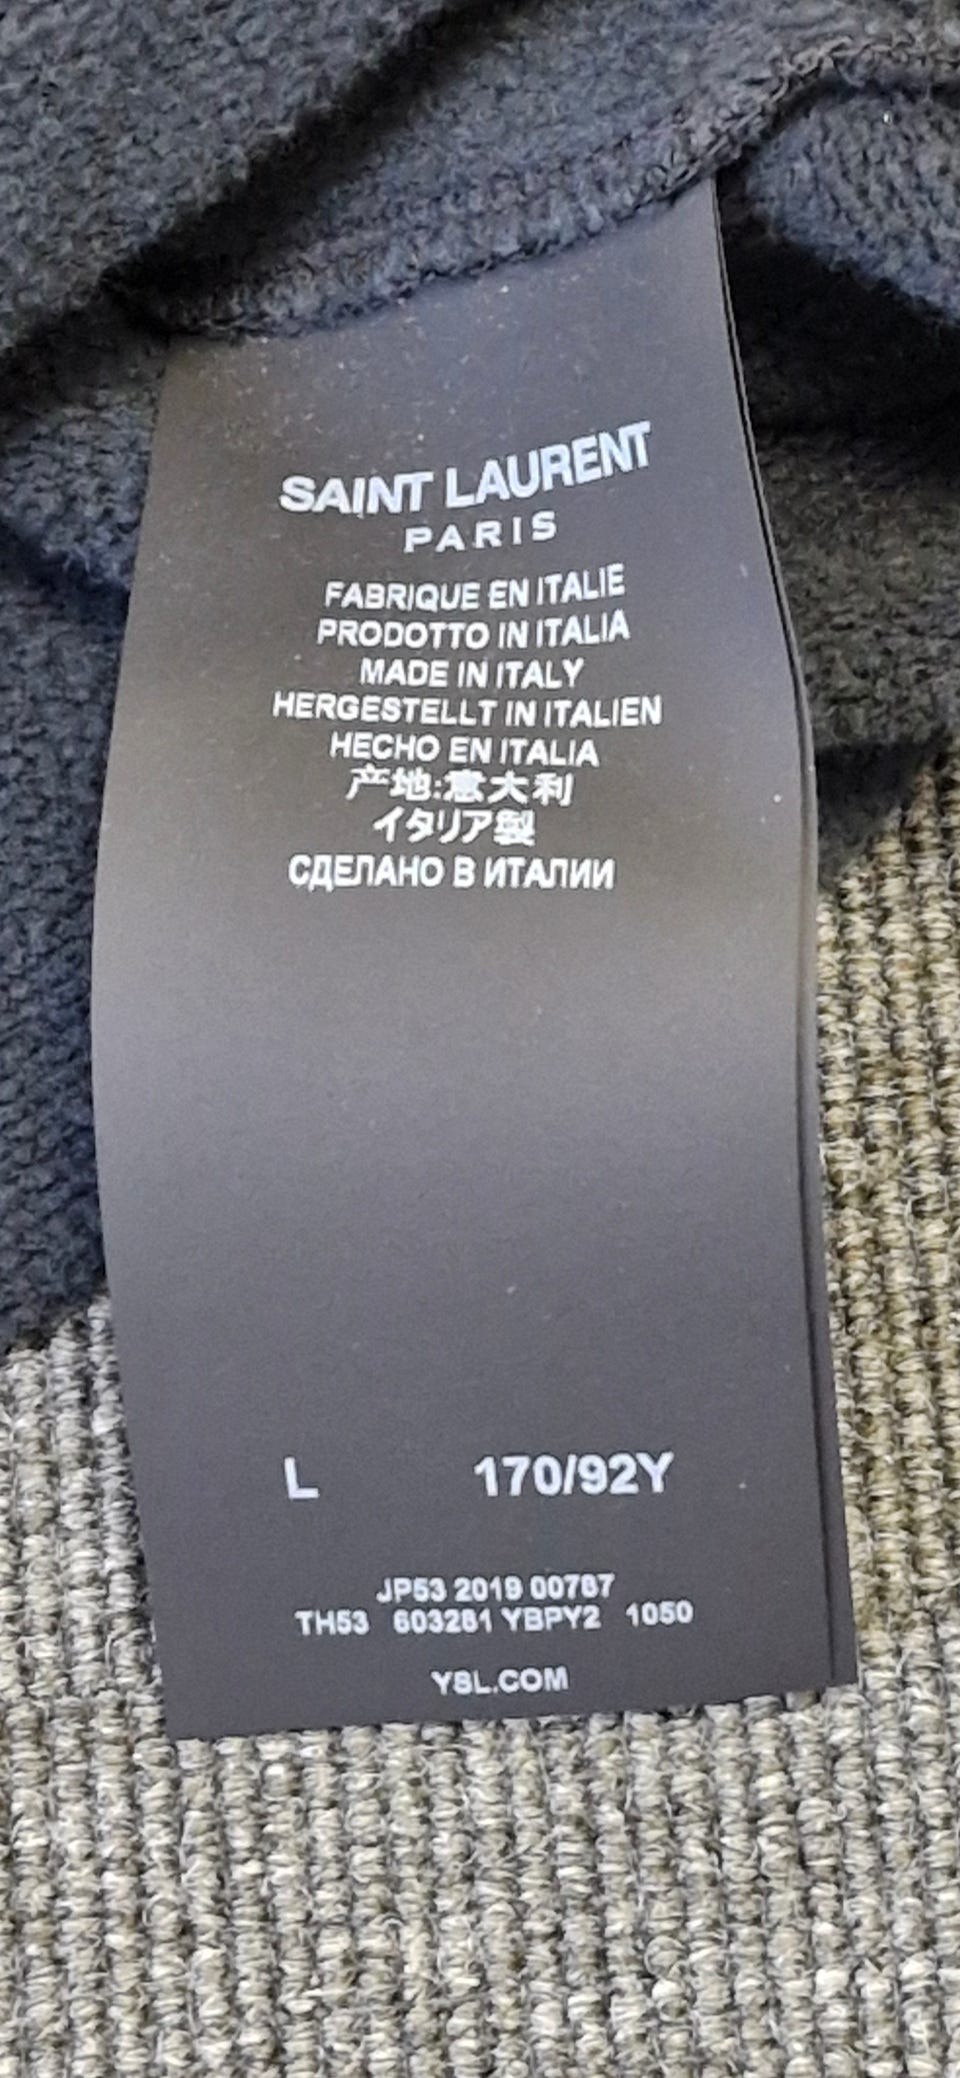 SAINT LAURENT
PARIS
FABRIQUE EN ITALIE
PRODOTTO IN ITALIA
MADE IN ITALY
HERGESTELLT IN ITALIEN
HECHO EN ITALIA
产地:意大利
イタリア製
СДЕЛАНО В ИТАЛИИ
L 170/92Y
JP53 2019 00787
TH53 603281 YBPY2 1050
YSL.COM